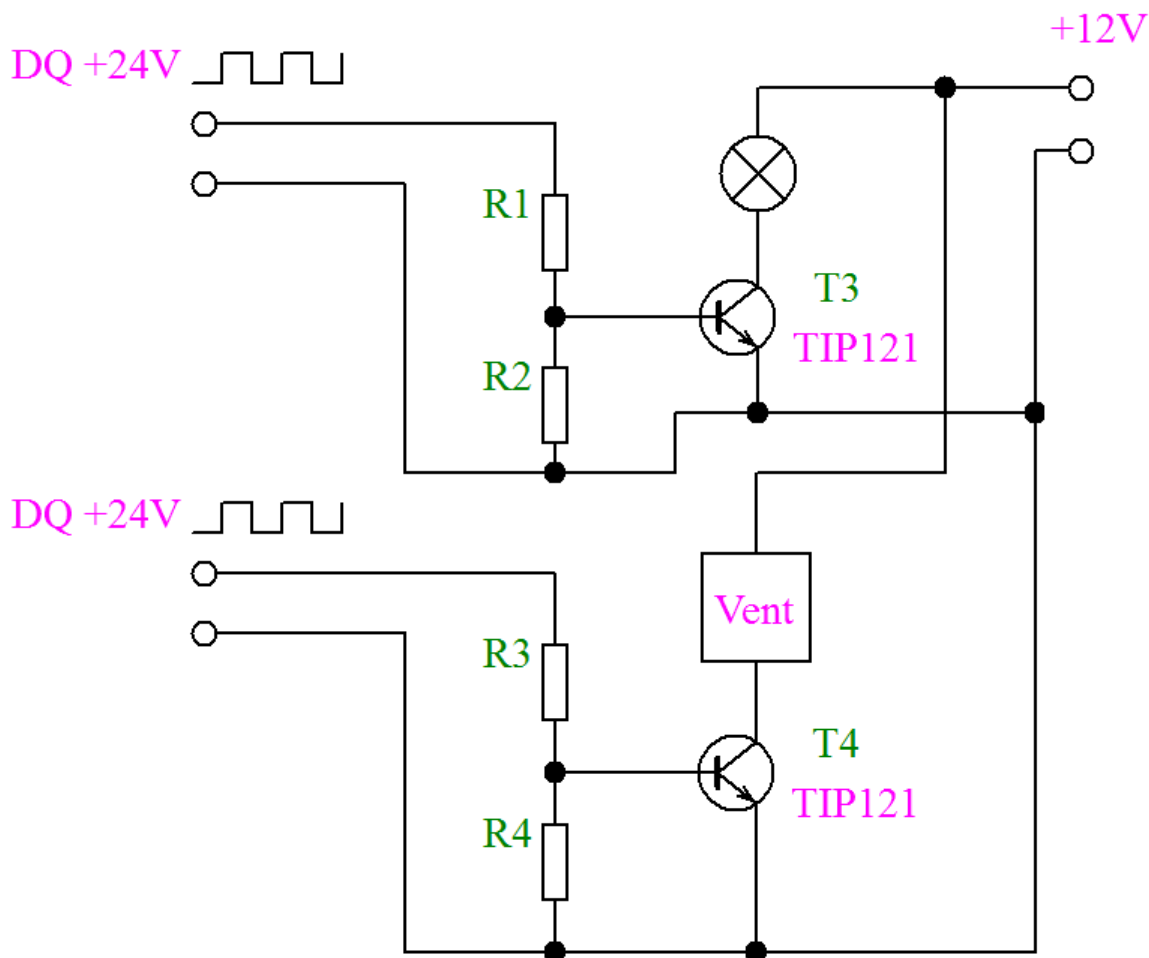 +12V
DQ +24V
R1
T3
TIP121
R2
DQ +24V
Vent
R3
T4
TIP121
R4